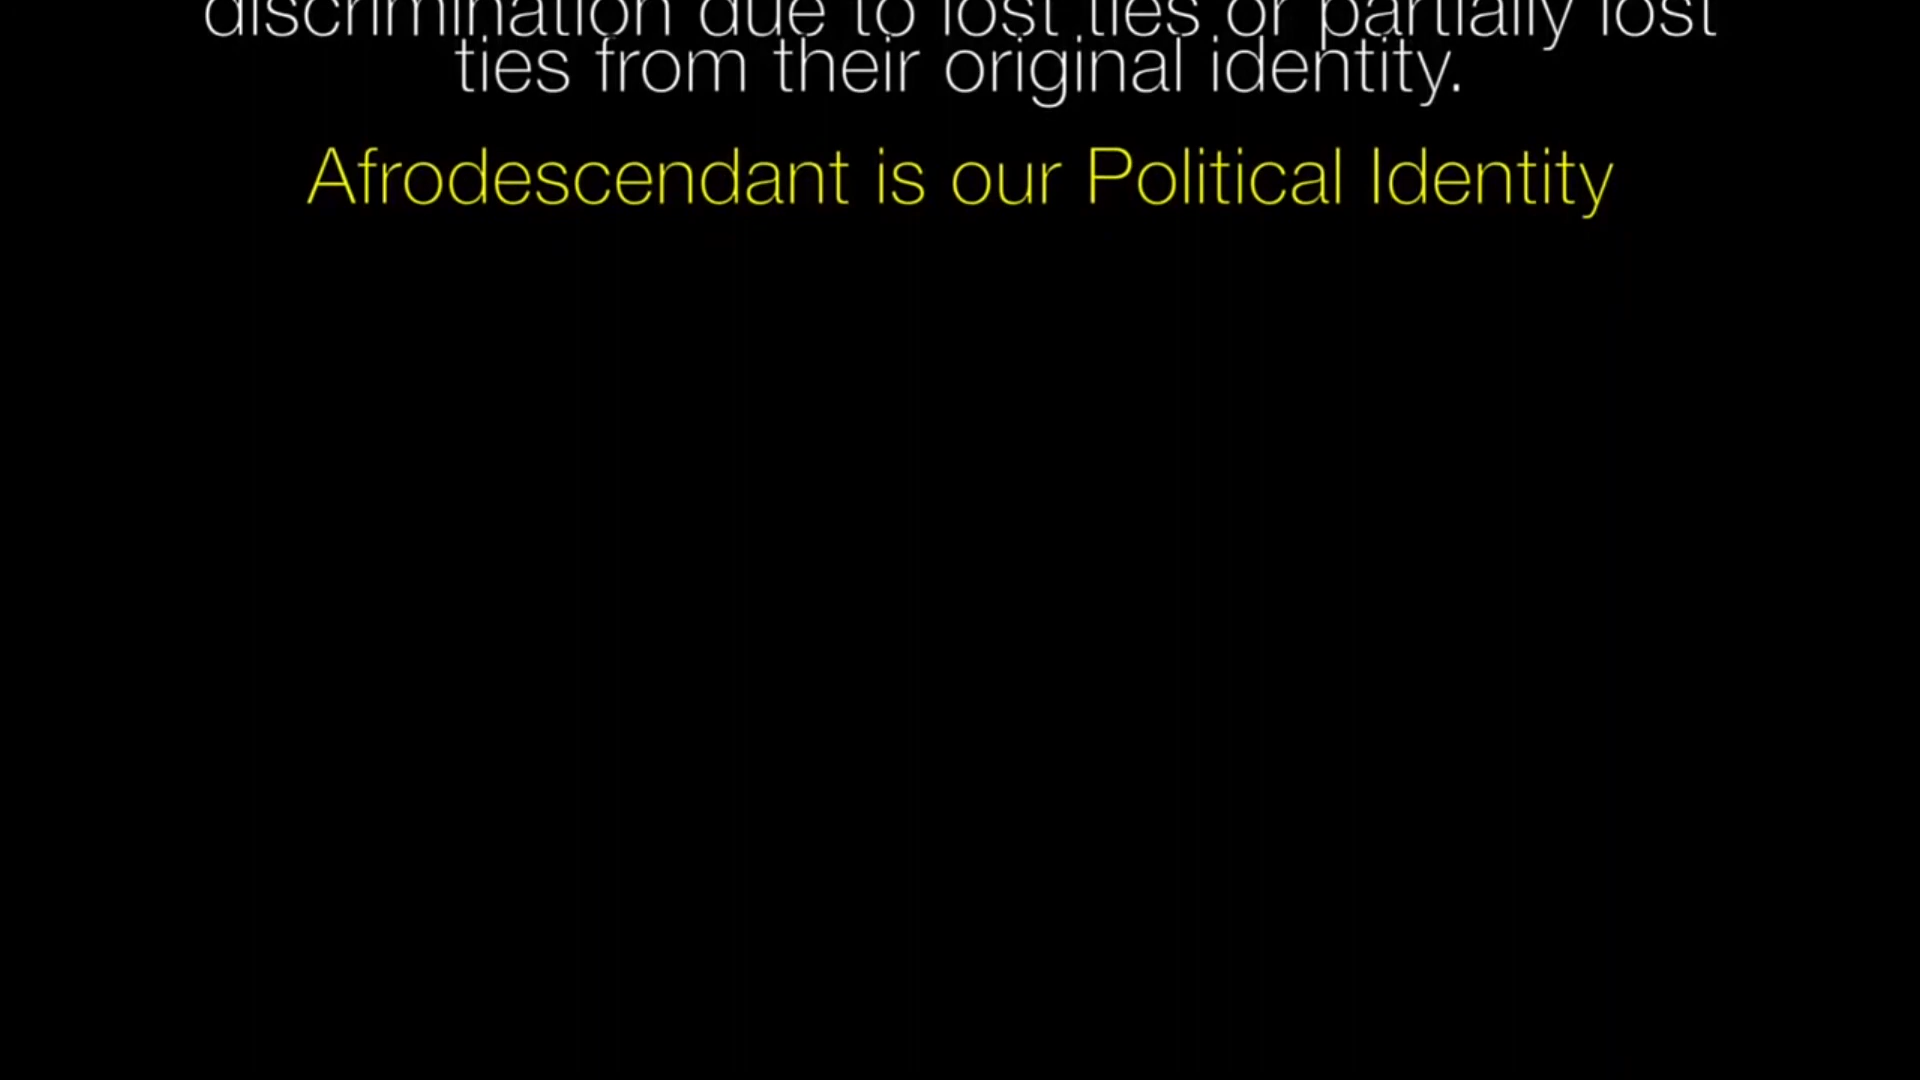 discrimination due to lost ties or partially lost
ties from their original identity.
Afrodescendant is our Political Identity